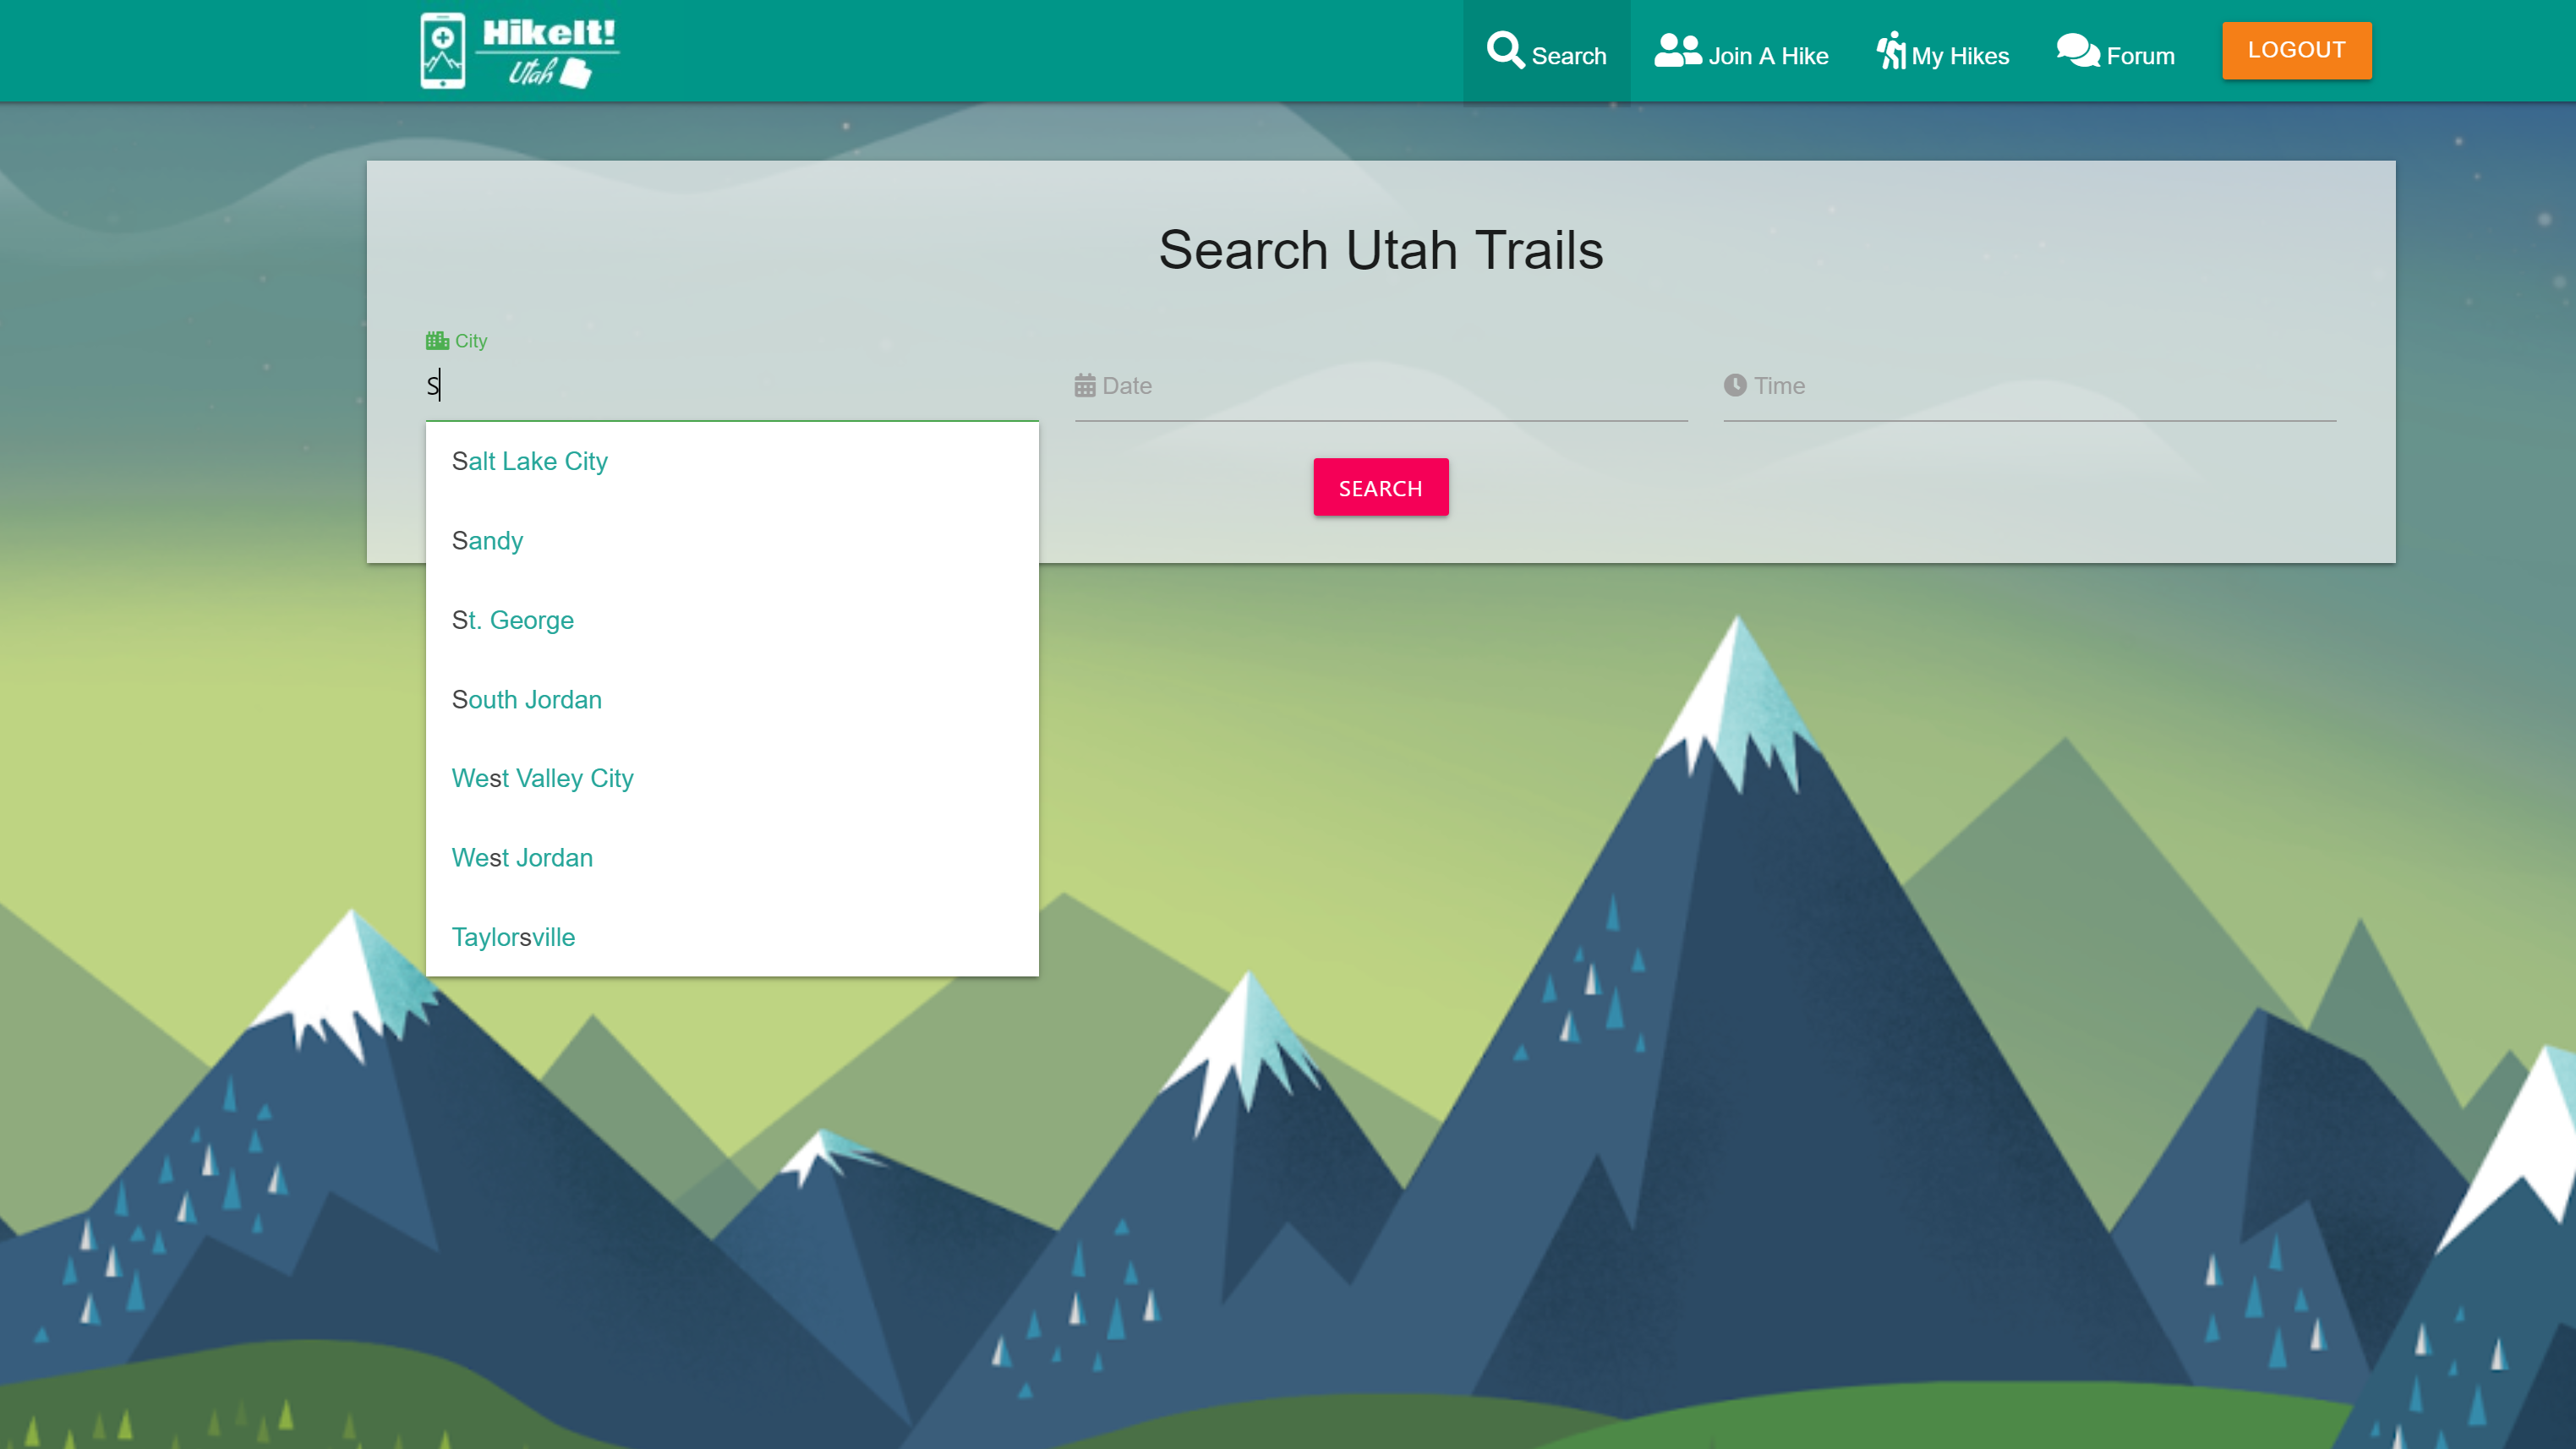 HikeIt!
Utah
Search
Join A Hike
My Hikes
Forum
LOGOUT
Search Utah Trails
City
S
Date
Time
SEARCH
Salt Lake City
Sandy
St. George
South Jordan
West Valley City
West Jordan
Taylorsville